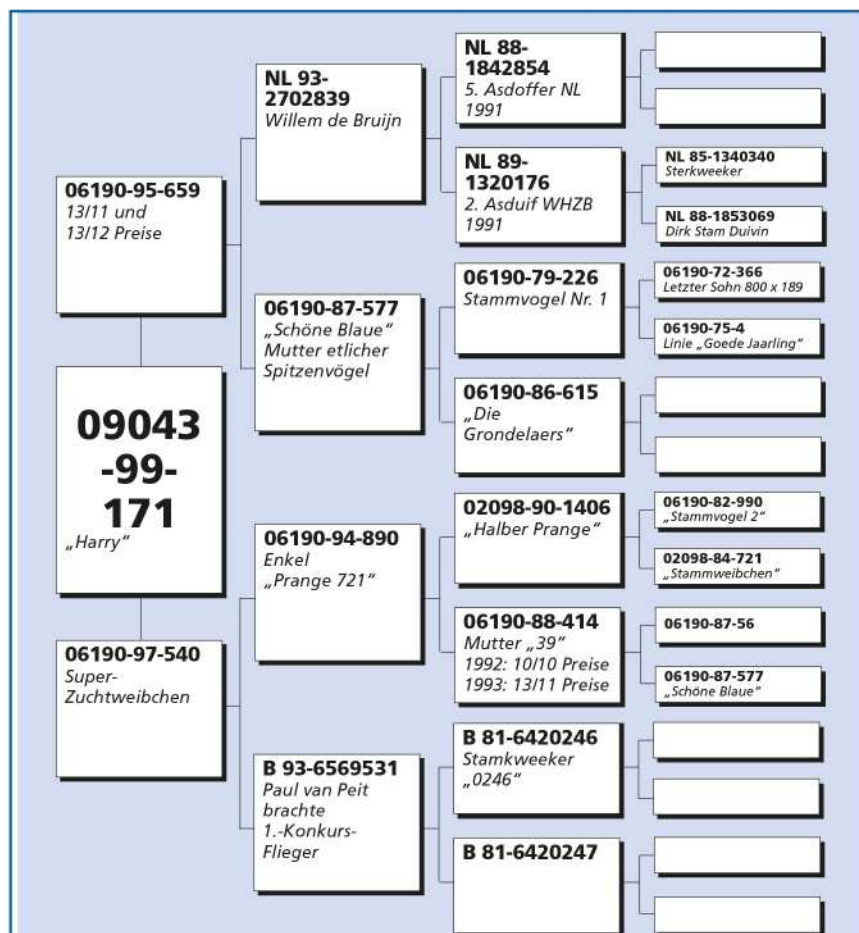 09043
-99-
171
„Harry“
06190-95-659
13/11 und
13/12 Preise
06190-97-540
Super-
Zuchtweibchen
NL 93-
2702839
Willem de Bruijn
06190-87-577
„Schöne Blaue“
Mutter etlicher
Spitzenvögel
06190-94-890
Enkel
„Prange 721“
B 93-6569531
Paul van Peit
brachte
1.-Konkurs-
Flieger
NL 88-
1842854
5. Asdoffer NL
1991
NL 89-
1320176
2. Asduif WHZB
1991
06190-79-226
Stammvogel Nr. 1
06190-86-615
„Die
Grondelaers“
02098-90-1406
„Halber Prange“
06190-88-414
Mutter „39“
1992: 10/10 Preise
1993: 13/11 Preise
B 81-6420246
Stamkweeker
„0246“
B 81-6420247
NL 85-1340340
Sterkweeker
NL 88-1853069
Dirk Stam Duivin
06190-72-366
Letzter Sohn 800 x 189
06190-75-4
Linie „Goede Jaarling“
06190-82-990
„Stammvogel 2“
02098-84-721
„Stammweibchen“
06190-87-56
06190-87-577
„Schöne Blaue“